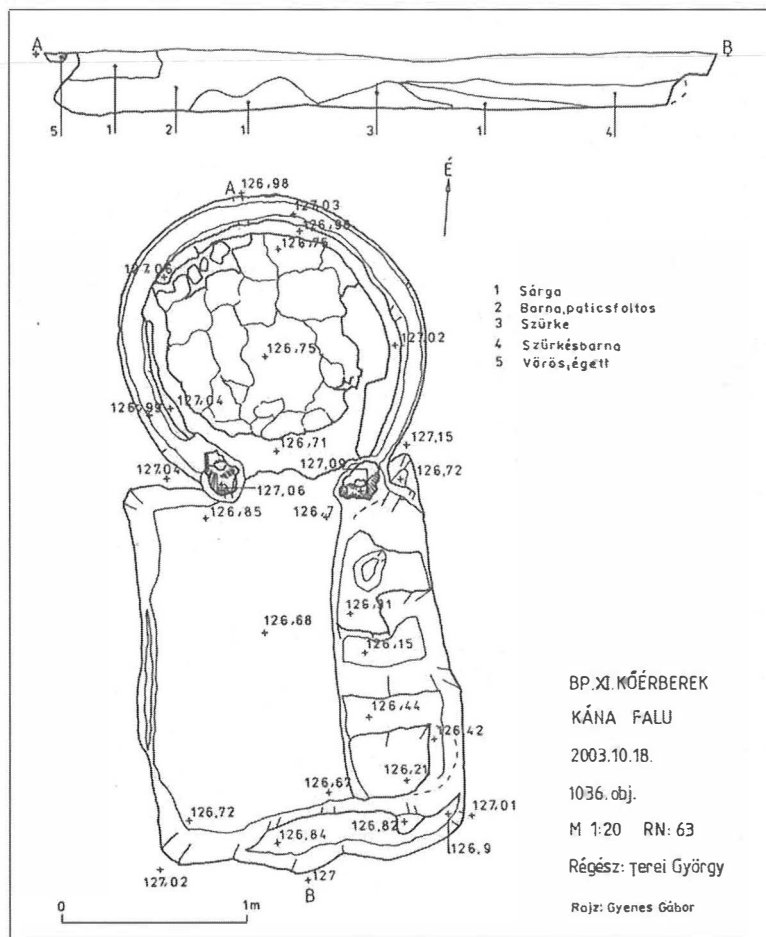 A B
5 1 2 1 3 1 4
É
A 126,98
127,03
126,96
126,76
127,06
1 Sárga
2 Barna, paticsfoltos
3 Szürke
4 Szürkésbarna
5 Vörös, égett
126,75
127,02
126,99 127,04
126,71
127,15
127,04
127,09
126,72
127,06
126,85
126,7
126,68
126,91
126,15
126,44
126,42
126,21
126,67
126,72
126,82
127,01
126,84
126,9
127,02
127
B
0 1m
BP. XI. KŐÉRBEREK
KÁNA FALU
2003.10.18.
1036. obj.
M 1:20 RN: 63
Régész: Terei György
Rajz: Gyenes Gábor